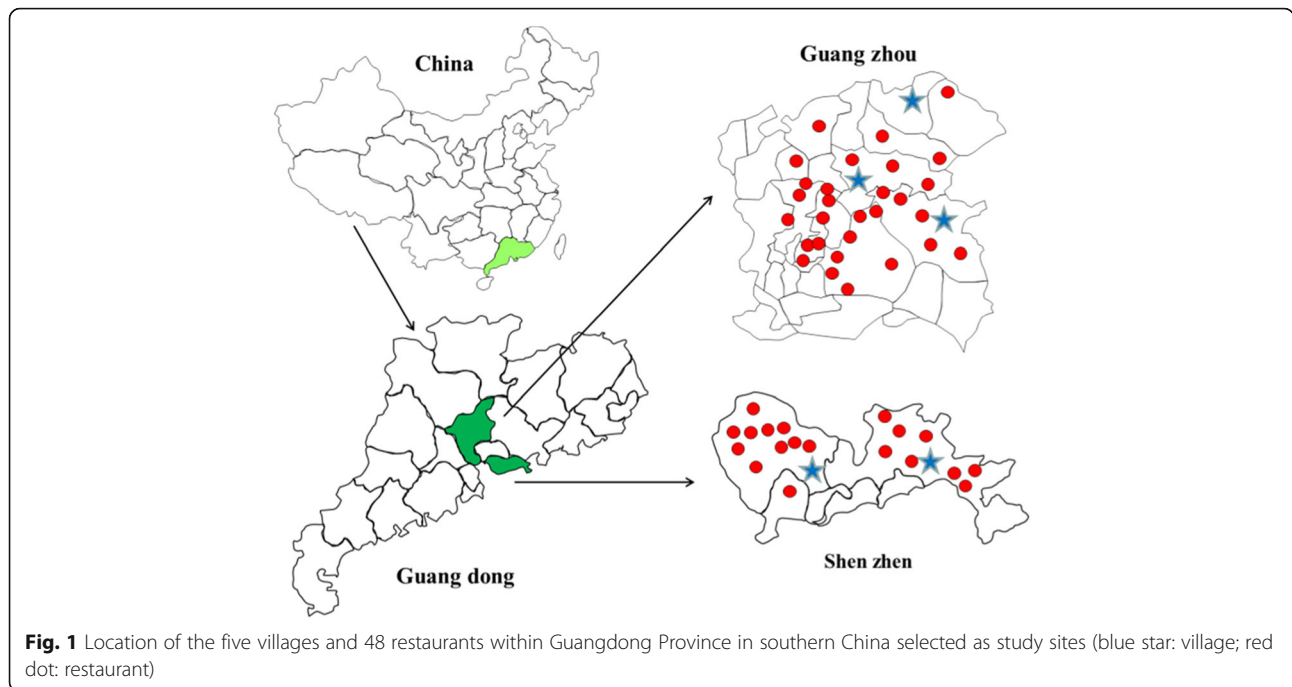 China
Guang zhou
Guang dong
Shen zhen
Fig. 1 Location of the five villages and 48 restaurants within Guangdong Province in southern China selected as study sites (blue star: village; red
dot: restaurant)